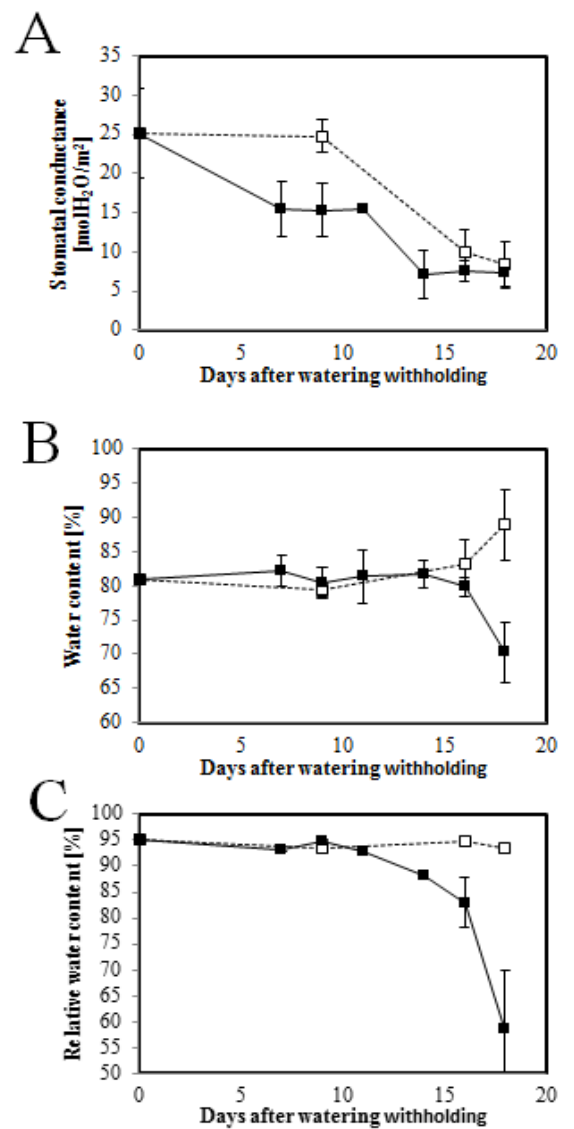 A
Stomatal conductance
[molH₂O/m²]
35
30
25
20
15
10
5
0
0 5 10 15 20
Days after watering withholding
B
Water content [%]
100
95
90
85
80
75
70
65
60
0 5 10 15 20
Days after watering withholding
C
Relative water content [%]
100
95
90
85
80
75
70
65
60
55
50
0 5 10 15 20
Days after watering withholding